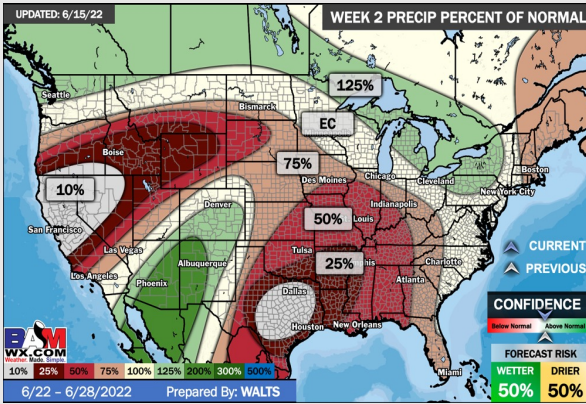 UPDATED: 6/15/22
WEEK 2 PRECIP PERCENT OF NORMAL
125%
Seattle
Bismarck
EC
Boise
75%
Boston
10%
Des Moines
Chicago
Cleveland
New York City
Denver
50%
Indianapolis
San Francisco
Louis
Las Vegas
Tulsa
25%
phis
Charlotte
CURRENT
Albuquerque
PREVIOUS
Los Angeles
Phoenix
Atlanta
Dallas
CONFIDENCE
Houston
New Orleans
Below Normal
Above Normal
BAM
WX.COM
Weather. Made. Simple.
FORECAST RISK
Miami
WETTER
DRIER
10% 25% 50% 75% 100% 125% 200% 300% 500%
50%
50%
6/22 – 6/28/2022
Prepared By: WALTS